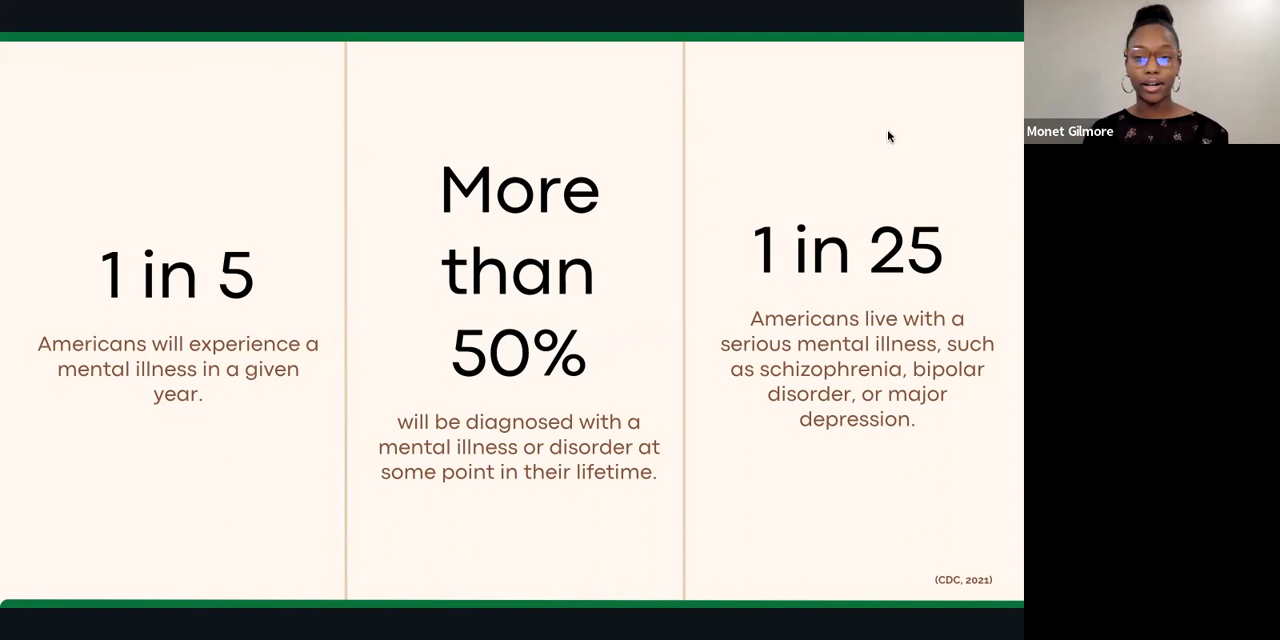 1 in 5
Americans will experience a
mental illness in a given
year.
More
than
50%
will be diagnosed with a
mental illness or disorder at
some point in their lifetime.
1 in 25
Americans live with a
serious mental illness, such
as schizophrenia, bipolar
disorder, or major
depression.
(CDC, 2021)
Monet Gilmore